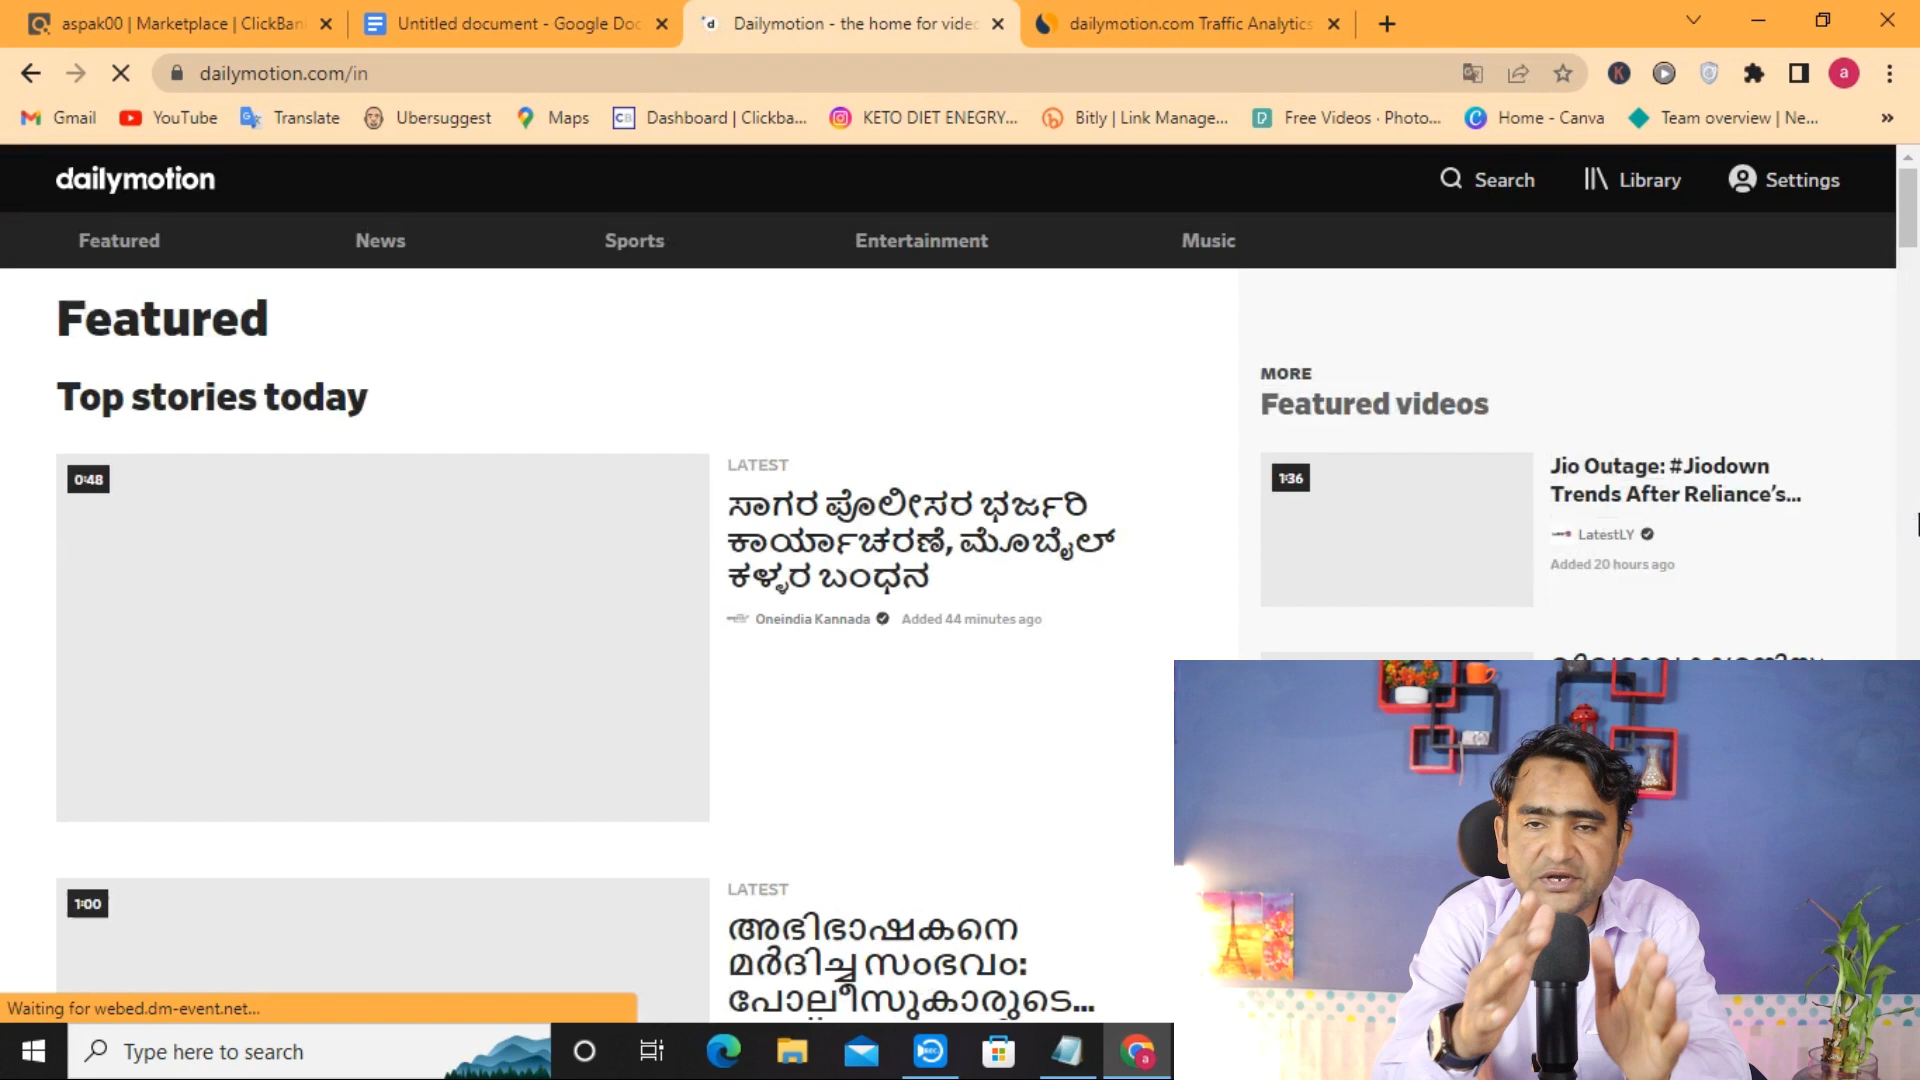 aspak00 | Marketplace | ClickBan
Untitled document - Google Doc
Dailymotion - the home for video
dailymotion.com Traffic Analytics
dailymotion.com/in
Gmail
YouTube
Translate
Ubersuggest
Maps
Dashboard | Clickba...
KETO DIET ENEGRY...
Bitly | Link Manage...
Free Videos · Photo...
Home - Canva
Team overview | Ne...
dailymotion
Search
Library
Settings
Featured
News
Sports
Entertainment
Music
Featured
Top stories today
0:48
LATEST
ಸಾಗರ ಪೊಲೀಸರ ಭರ್ಜರಿ
ಕಾರ್ಯಾಚರಣೆ, ಮೊಬೈಲ್
ಕಳ್ಳರ ಬಂಧನ
Oneindia Kannada
Added 44 minutes ago
MORE
Featured videos
1:36
Jio Outage: #Jiodown
Trends After Reliance's...
LatestLY
Added 20 hours ago
1:00
LATEST
അഭിഭാഷകനെ
മർദിച്ച സംഭവം:
പോലീസുകാരുടെ...
Waiting for webed.dm-event.net...
Type here to search